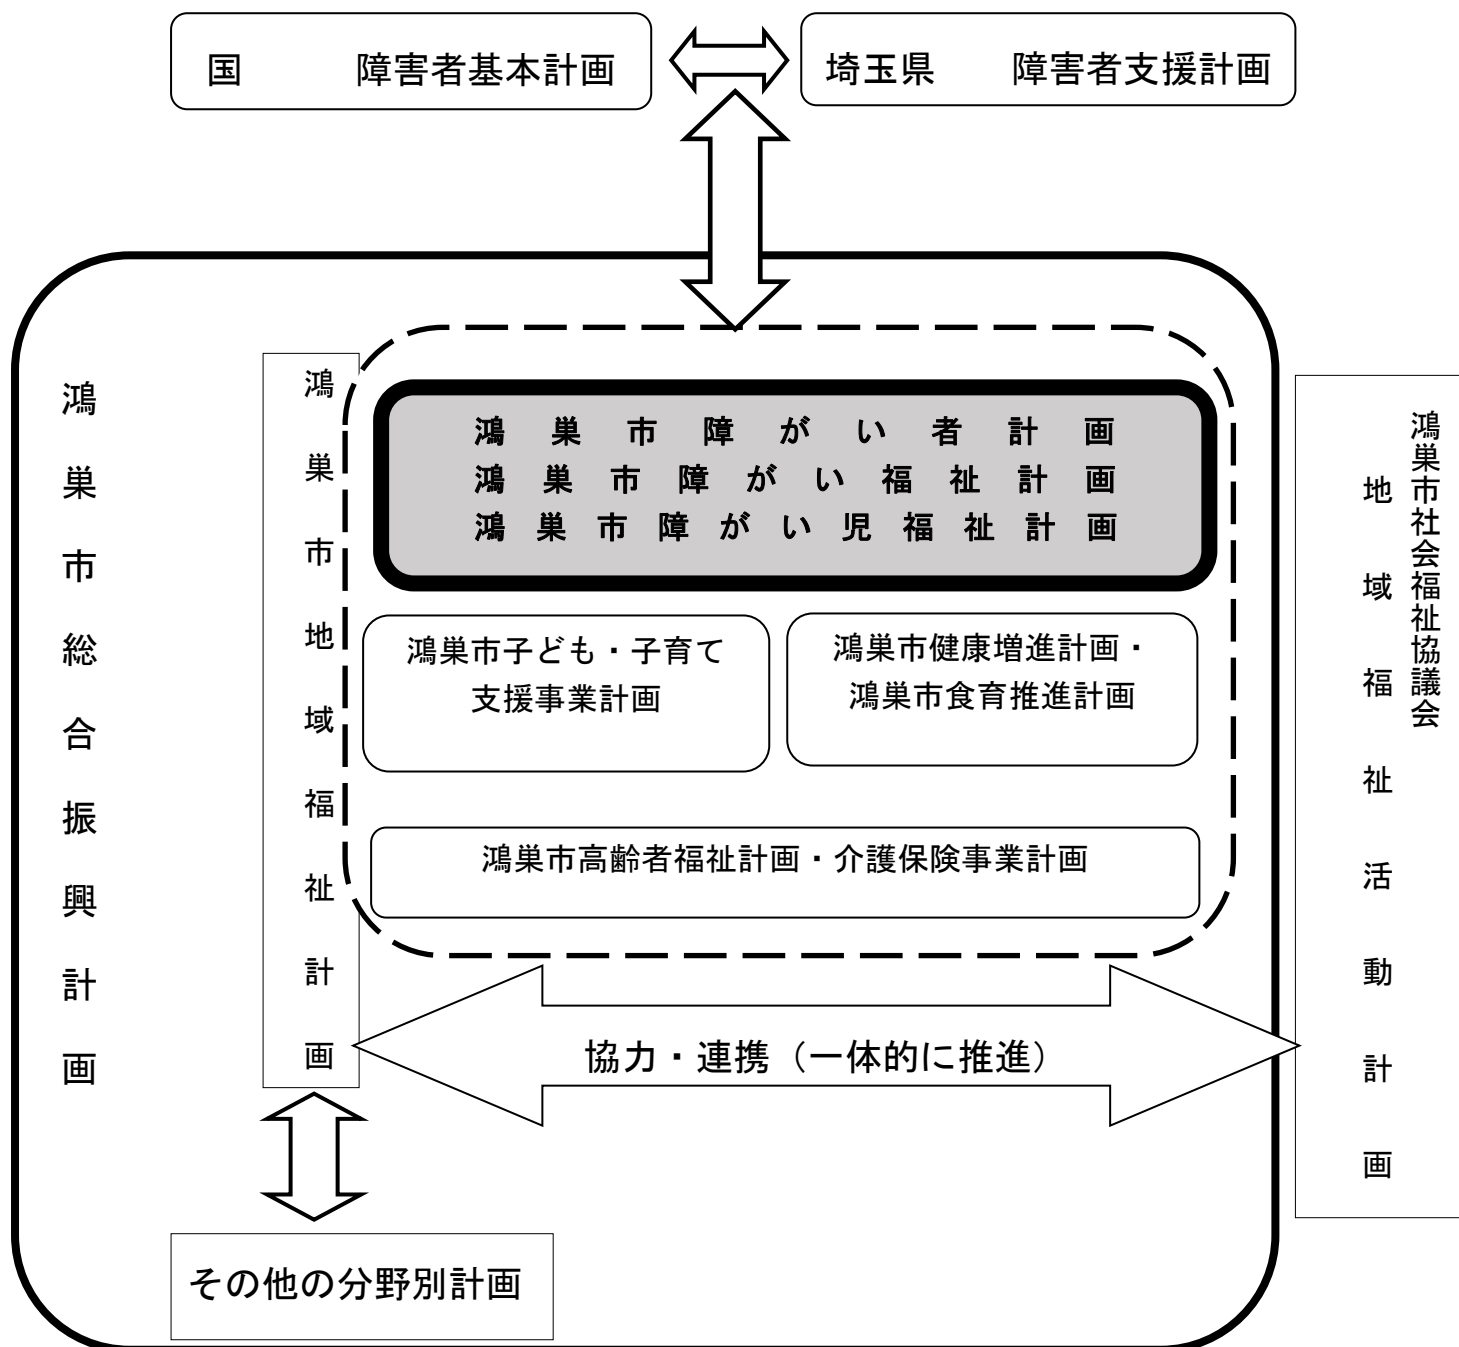 国 障害者基本計画
埼玉県 障害者支援計画
鴻巣市総合振興計画
鴻巣市地域福祉計画
鴻巣市障がい者計画
鴻巣市障がい福祉計画
鴻巣市障がい児福祉計画
鴻巣市子ども・子育て
支援事業計画
鴻巣市健康増進計画・
鴻巣市食育推進計画
鴻巣市高齢者福祉計画・介護保険事業計画
協力・連携（一体的に推進）
鴻巣市社会福祉協議会
地域福祉活動計画
その他の分野別計画